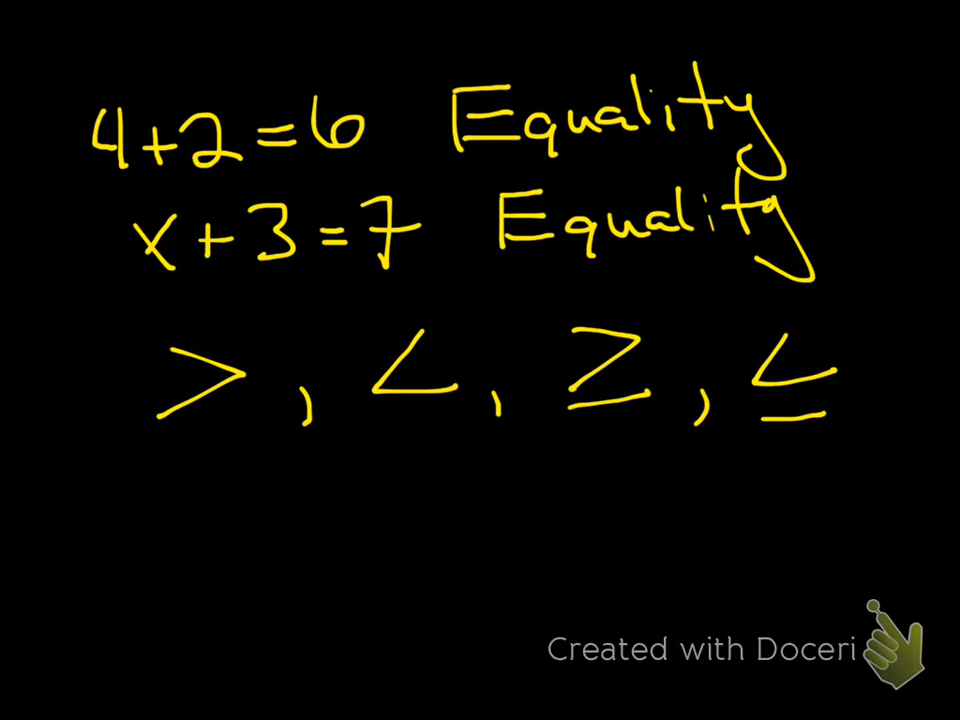 4+2=6 Equality
x+3=7 Equality
>, <, ≥, ≤
Created with Doceri